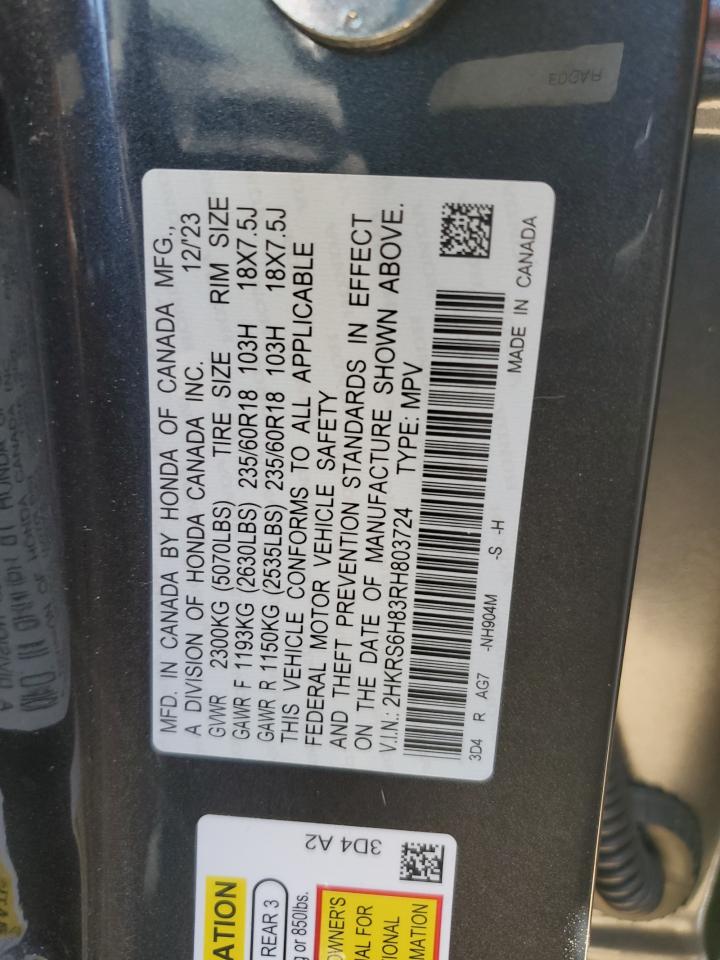 MFD. IN CANADA BY HONDA OF CANADA MFG.,
A DIVISION OF HONDA CANADA INC. 12/'23
GVWR 2300KG (5070LBS) TIRE SIZE RIM SIZE
GAWR F 1193KG (2630LBS) 235/60R18 103H 18X7.5J
GAWR R 1150KG (2535LBS) 235/60R18 103H 18X7.5J
THIS VEHICLE CONFORMS TO ALL APPLICABLE
FEDERAL MOTOR VEHICLE SAFETY
AND THEFT PREVENTION STANDARDS IN EFFECT
ON THE DATE OF MANUFACTURE SHOWN ABOVE.
V.I.N.: 2HKRS6H83RH803724 TYPE: MPV
3D4 R AG7 -NH904M -S -H
MADE IN CANADA
3D4 A2
ATION
REAR 3
g or 850lbs.
OWNER'S
AL FOR
TIONAL
MATION